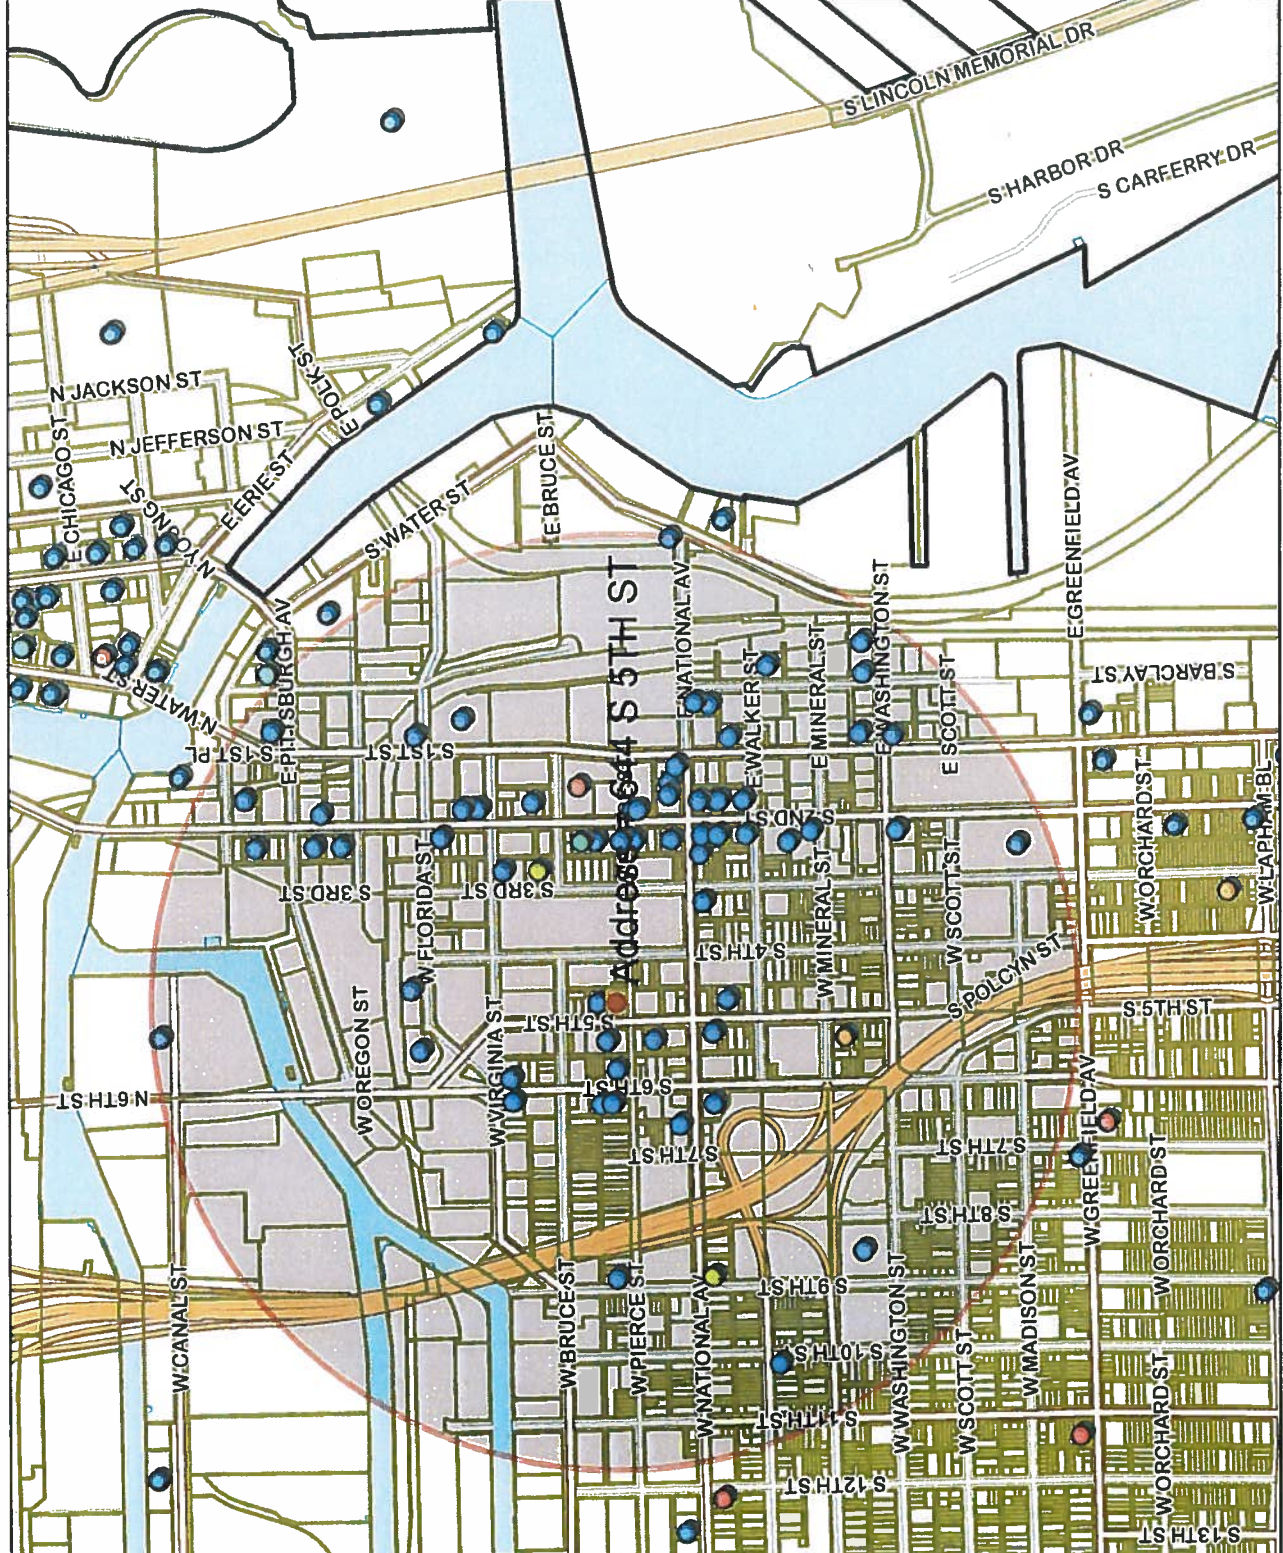 S LINCOLN MEMORIAL DR
S HARBOR DR
S CARFERRY DR
N JACKSON ST
E POLK ST
N JEFFERSON ST
E CHICAGO ST
N YOUNG ST
E ERIE ST
S WATER ST
E BRUCE ST
E GREENFIELD AV
E PITTSBURGH AV
NATIONAL AV
E WASHINGTON ST
E MINERAL ST
E WALKER ST
E SCOTT ST
S BARCLAY ST
N WATER ST
S 1ST PL
S 1ST ST
S 2ND ST
W ORCHARD ST
W LAPHAM BL
S 3RD ST
S 3RD ST
S 3RD ST
W FLORIDA ST
Address: 644 S 5TH ST
S 4TH ST
W MINERAL ST
W SCOTT ST
S POLCYN ST
S 5TH ST
S 5TH ST
W OREGON ST
W VIRGINIA ST
N 6TH ST
S 6TH ST
S 7TH ST
S 7TH ST
W GREENFIELD AV
W ORCHARD ST
S 8TH ST
S 9TH ST
W CANAL ST
W BRUCE ST
W PIERCE ST
W NATIONAL AV
W WASHINGTON ST
W MADISON ST
S 10TH S
S 11TH ST
W SCOTT ST
W ORCHARD ST
S 12TH ST
S 13TH ST